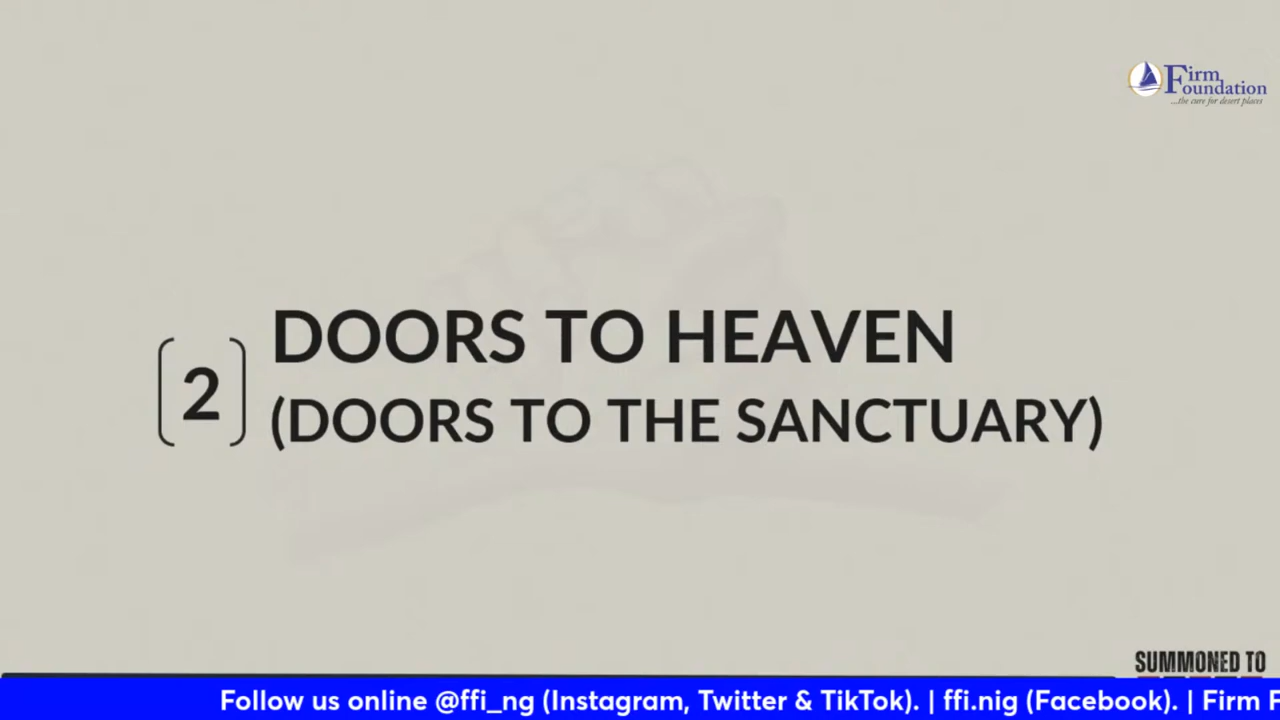 Firm
Foundation
...the cure for desert places
DOORS TO HEAVEN
[2]
(DOORS TO THE SANCTUARY)
SUMMONED TO
Follow us online @ffi_ng (Instagram, Twitter & TikTok). | ffi.nig (Facebook). | Firm F